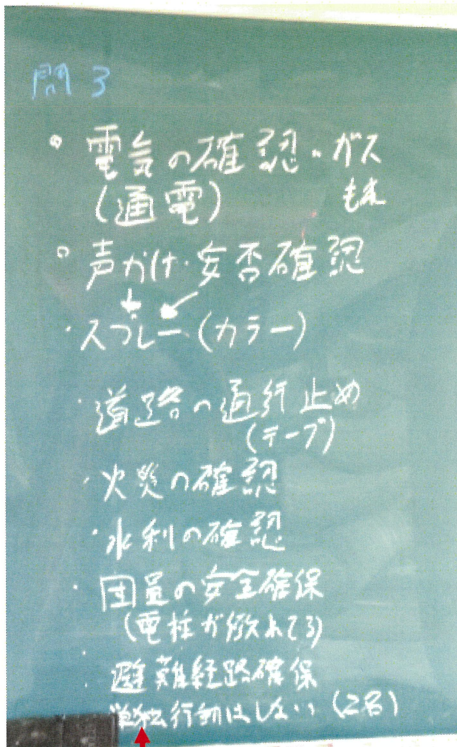 問3
・電気の確認・ガスもれ
(通電)
・声かけ・安否確認
・スプレー(カラー)
・道路の通行止め
(テープ)
・火災の確認
・水利の確認
・団員の安全確保
(電柱が倒れてる)
・避難経路確保
単独行動はしない(2名)